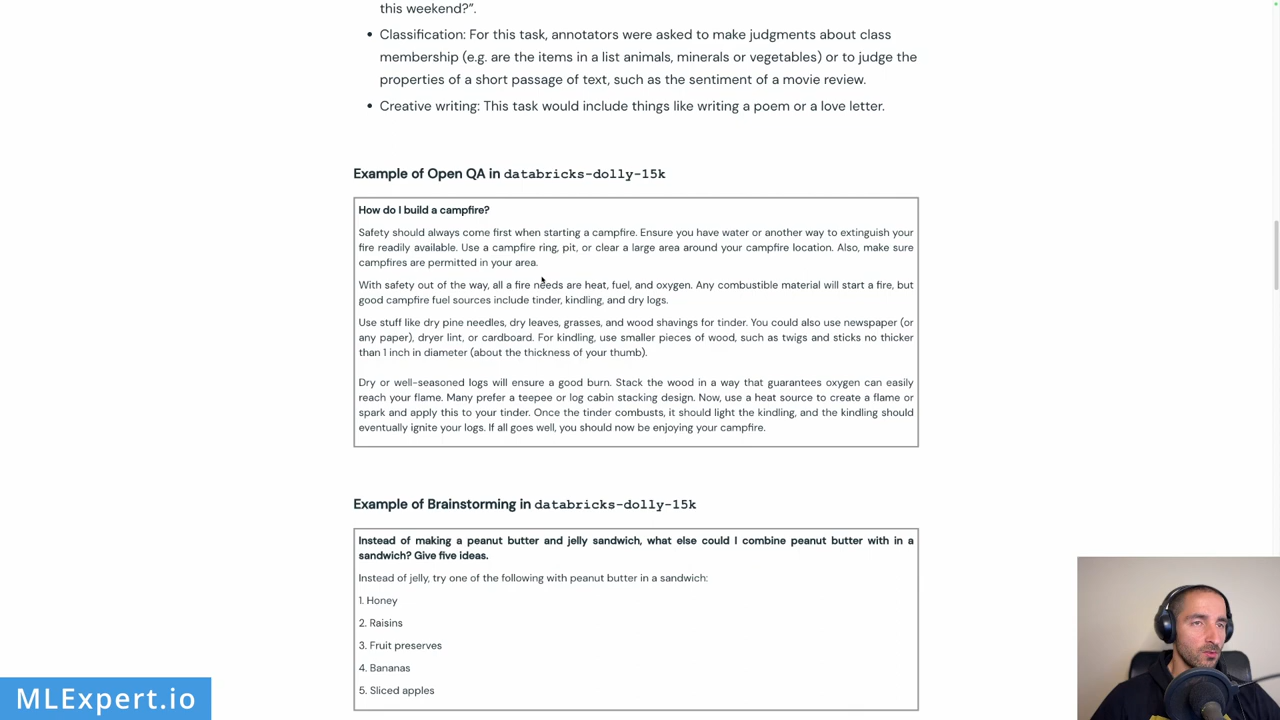 this weekend?".
• Classification: For this task, annotators were asked to make judgments about class
membership (e.g. are the items in a list animals, minerals or vegetables) or to judge the
properties of a short passage of text, such as the sentiment of a movie review.
• Creative writing: This task would include things like writing a poem or a love letter.
Example of Open QA in databricks-dolly-15k
How do I build a campfire?
Safety should always come first when starting a campfire. Ensure you have water or another way to extinguish your
fire readily available. Use a campfire ring, pit, or clear a large area around your campfire location. Also, make sure
campfires are permitted in your area.
With safety out of the way, all a fire needs are heat, fuel, and oxygen. Any combustible material will start a fire, but
good campfire fuel sources include tinder, kindling, and dry logs.
Use stuff like dry pine needles, dry leaves, grasses, and wood shavings for tinder. You could also use newspaper (or
any paper), dryer lint, or cardboard. For kindling, use smaller pieces of wood, such as twigs and sticks no thicker
than 1 inch in diameter (about the thickness of your thumb).
Dry or well-seasoned logs will ensure a good burn. Stack the wood in a way that guarantees oxygen can easily
reach your flame. Many prefer a teepee or log cabin stacking design. Now, use a heat source to create a flame or
spark and apply this to your tinder. Once the tinder combusts, it should light the kindling, and the kindling should
eventually ignite your logs. If all goes well, you should now be enjoying your campfire.
Example of Brainstorming in databricks-dolly-15k
Instead of making a peanut butter and jelly sandwich, what else could I combine peanut butter with in a
sandwich? Give five ideas.
Instead of jelly, try one of the following with peanut butter in a sandwich:
1. Honey
2. Raisins
3. Fruit preserves
4. Bananas
5. Sliced apples
MLExpert.io